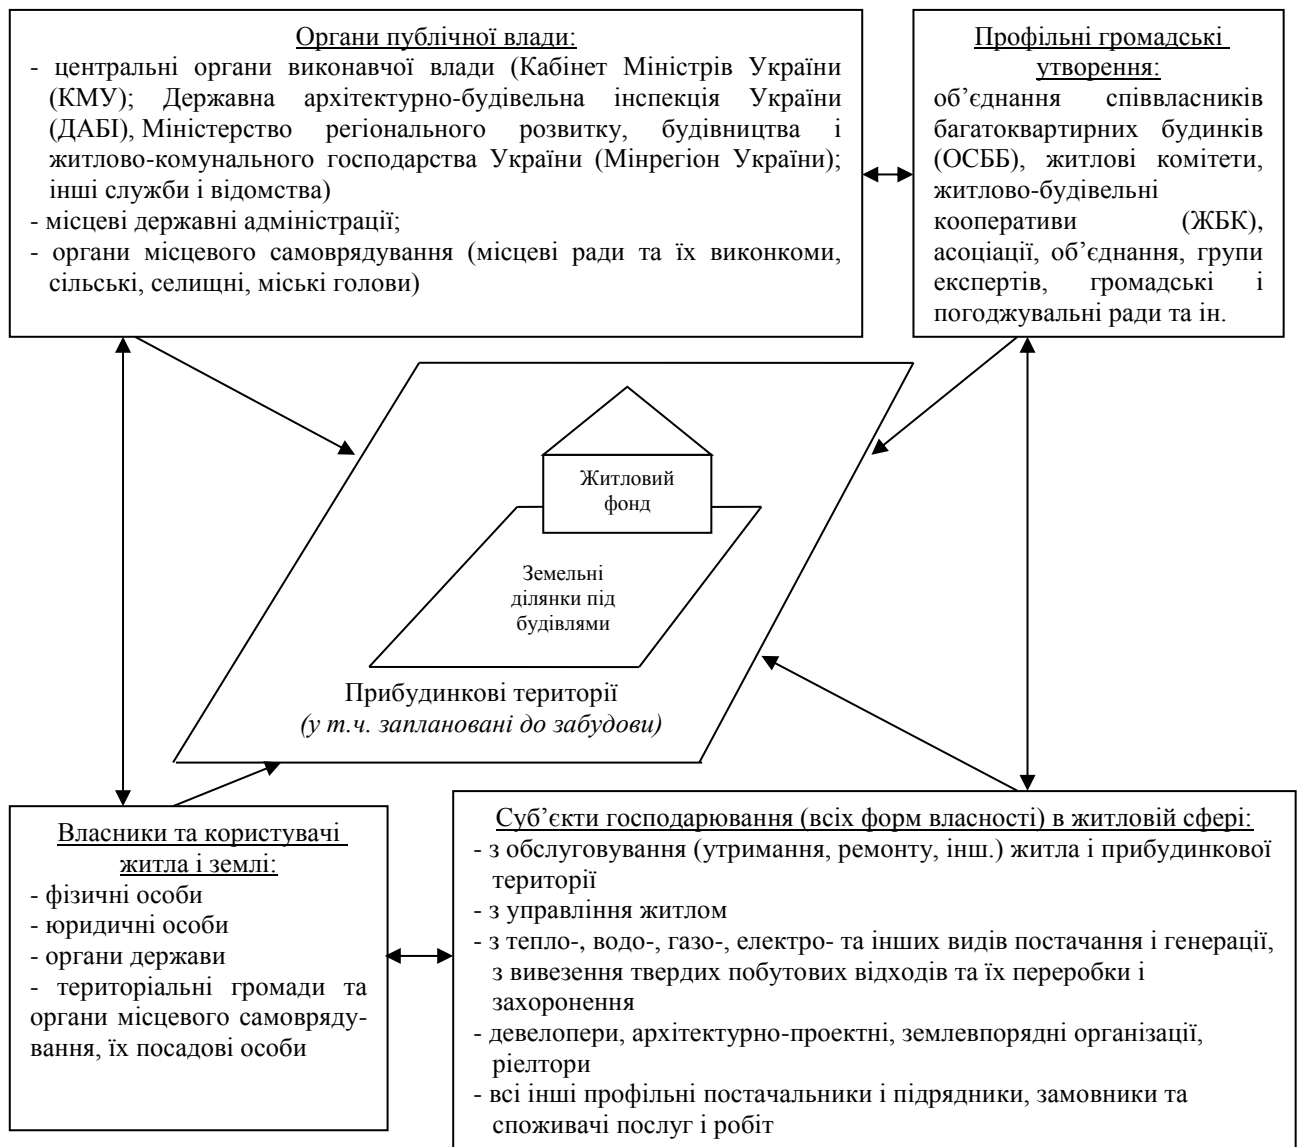 Органи публічної влади:
- центральні органи виконавчої влади (Кабінет Міністрів України
(КМУ); Державна архітектурно-будівельна інспекція України
(ДАБІ), Міністерство регіонального розвитку, будівництва і
житлово-комунального господарства України (Мінрегіон України);
інші служби і відомства)
- місцеві державні адміністрації;
- органи місцевого самоврядування (місцеві ради та їх виконкоми,
сільські, селищні, міські голови)
Профільні громадські
утворення:
об’єднання співвласників
багатоквартирних будинків
(ОСББ), житлові комітети,
житлово-будівельні
кооперативи (ЖБК),
асоціації, об’єднання, групи
експертів, громадські і
погоджувальні ради та ін.
Житловий
фонд
Земельні
ділянки під
будівлями
Прибудинкові території
(у т.ч. заплановані до забудови)
Власники та користувачі
житла і землі:
- фізичні особи
- юридичні особи
- органи держави
- територіальні громади та
органи місцевого самовряду-
вання, їх посадові особи
Суб’єкти господарювання (всіх форм власності) в житловій сфері:
- з обслуговування (утримання, ремонту, інш.) житла і прибудинкової
території
- з управління житлом
- з тепло-, водо-, газо-, електро- та інших видів постачання і генерації,
з вивезення твердих побутових відходів та їх переробки і
захоронення
- девелопери, архітектурно-проектні, землевпорядні організації,
ріелтори
- всі інші профільні постачальники і підрядники, замовники та
споживачі послуг і робіт